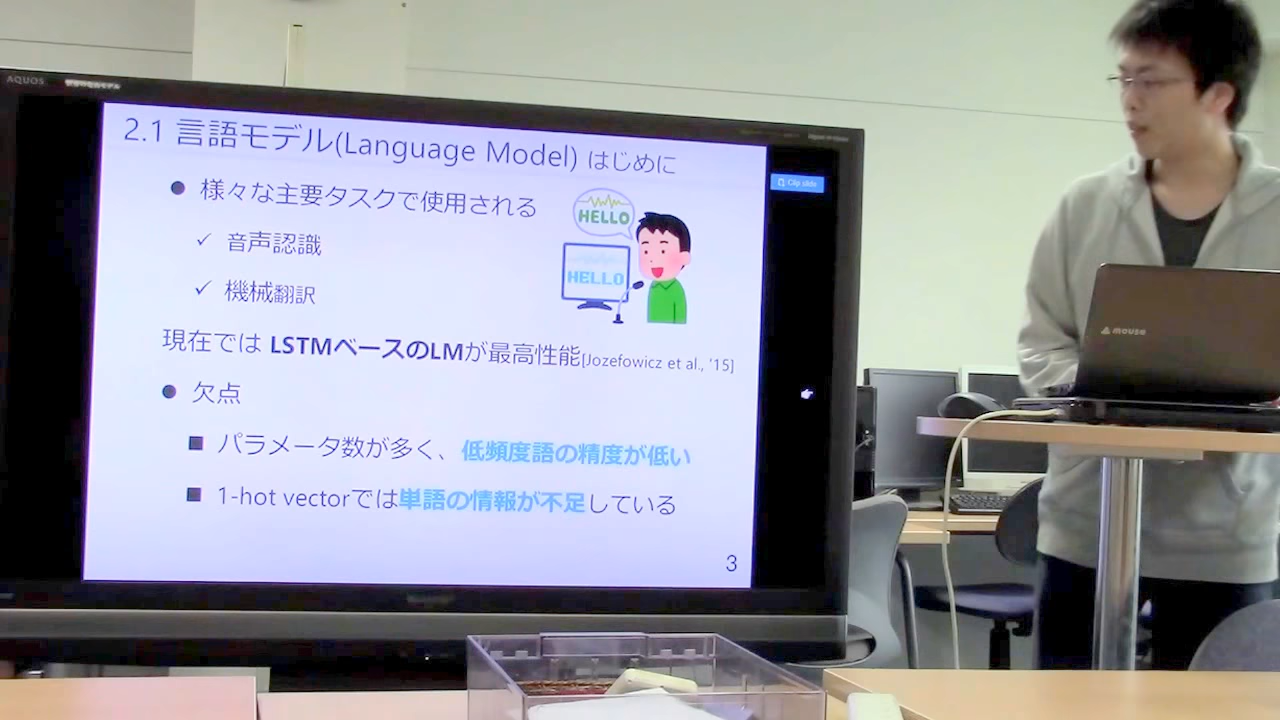 AQUOS
2.1 言語モデル(Language Model) はじめに
Clip slide
● 様々な主要タスクで使用される
HELLO
✓ 音声認識
HELLO
✓ 機械翻訳
現在では LSTMベースのLMが最高性能[Jozefowicz et al., '15]
● 欠点
■ パラメータ数が多く、低頻度語の精度が低い
■ 1-hot vectorでは単語の情報が不足している
3
mouse